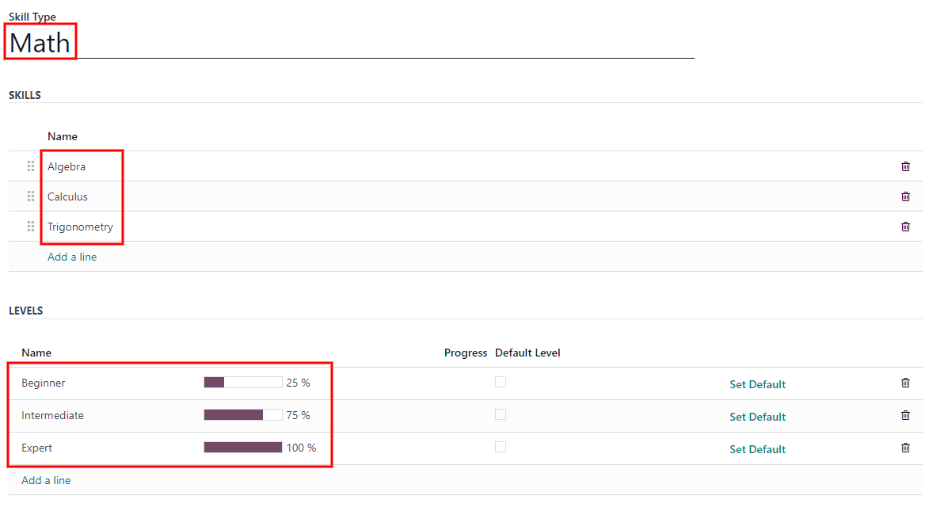 Skill Type
Math
SKILLS
Name
Algebra
Calculus
Trigonometry
Add a line
LEVELS
Name Progress Default Level
Beginner 25 % Set Default
Intermediate 75 % Set Default
Expert 100 % Set Default
Add a line